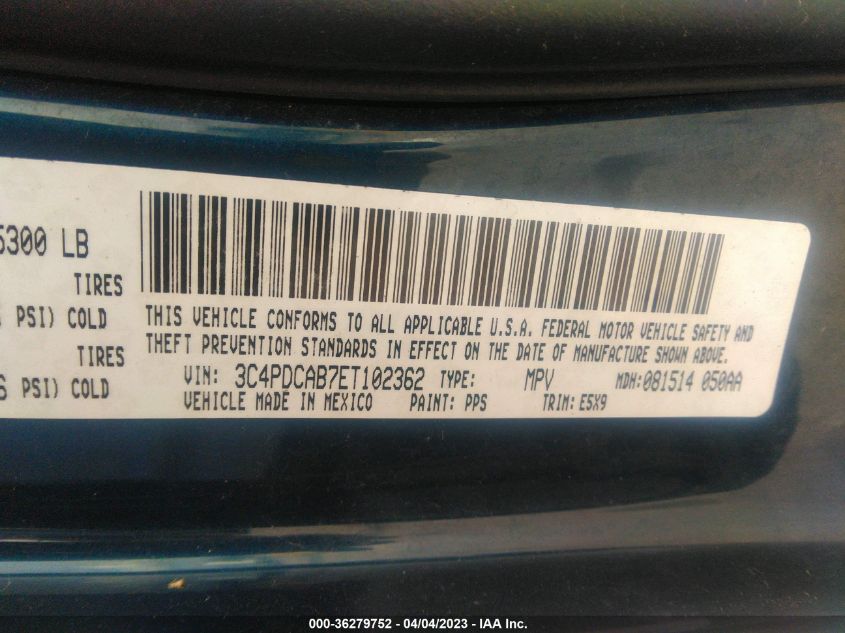 5300 LB
TIRES
PSI) COLD
TIRES
PSI) COLD
THIS VEHICLE CONFORMS TO ALL APPLICABLE U.S.A. FEDERAL MOTOR VEHICLE SAFETY AND
THEFT PREVENTION STANDARDS IN EFFECT ON THE DATE OF MANUFACTURE SHOWN ABOVE.
VIN: 3C4PDCAB7ET102362 TYPE: MPV MDH:081514 050AA
VEHICLE MADE IN MEXICO PAINT: PPS TRIM: E5X9
000-36279752 - 04/04/2023 - IAA Inc.